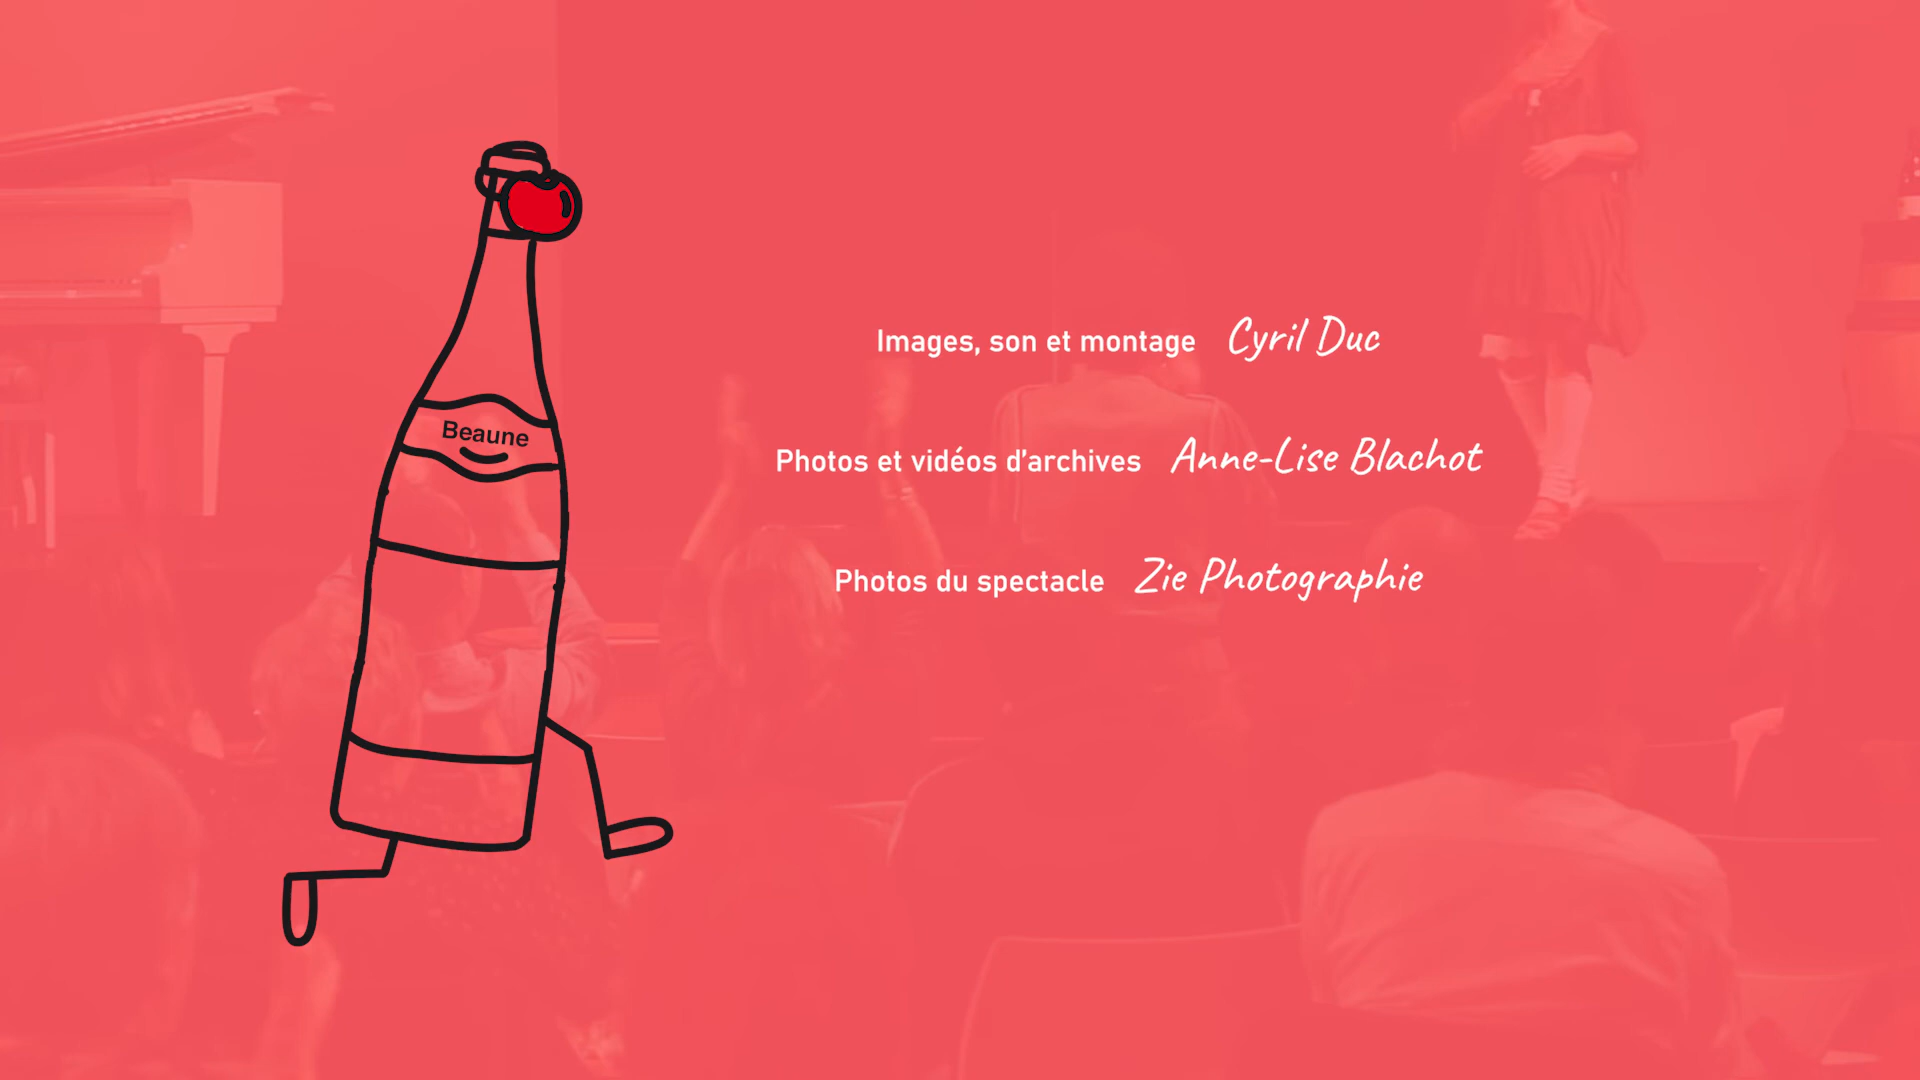 Beaune
Images, son et montage Cyril Duc
Photos et vidéos d'archives Anne-Lise Blachot
Photos du spectacle Zie Photographie